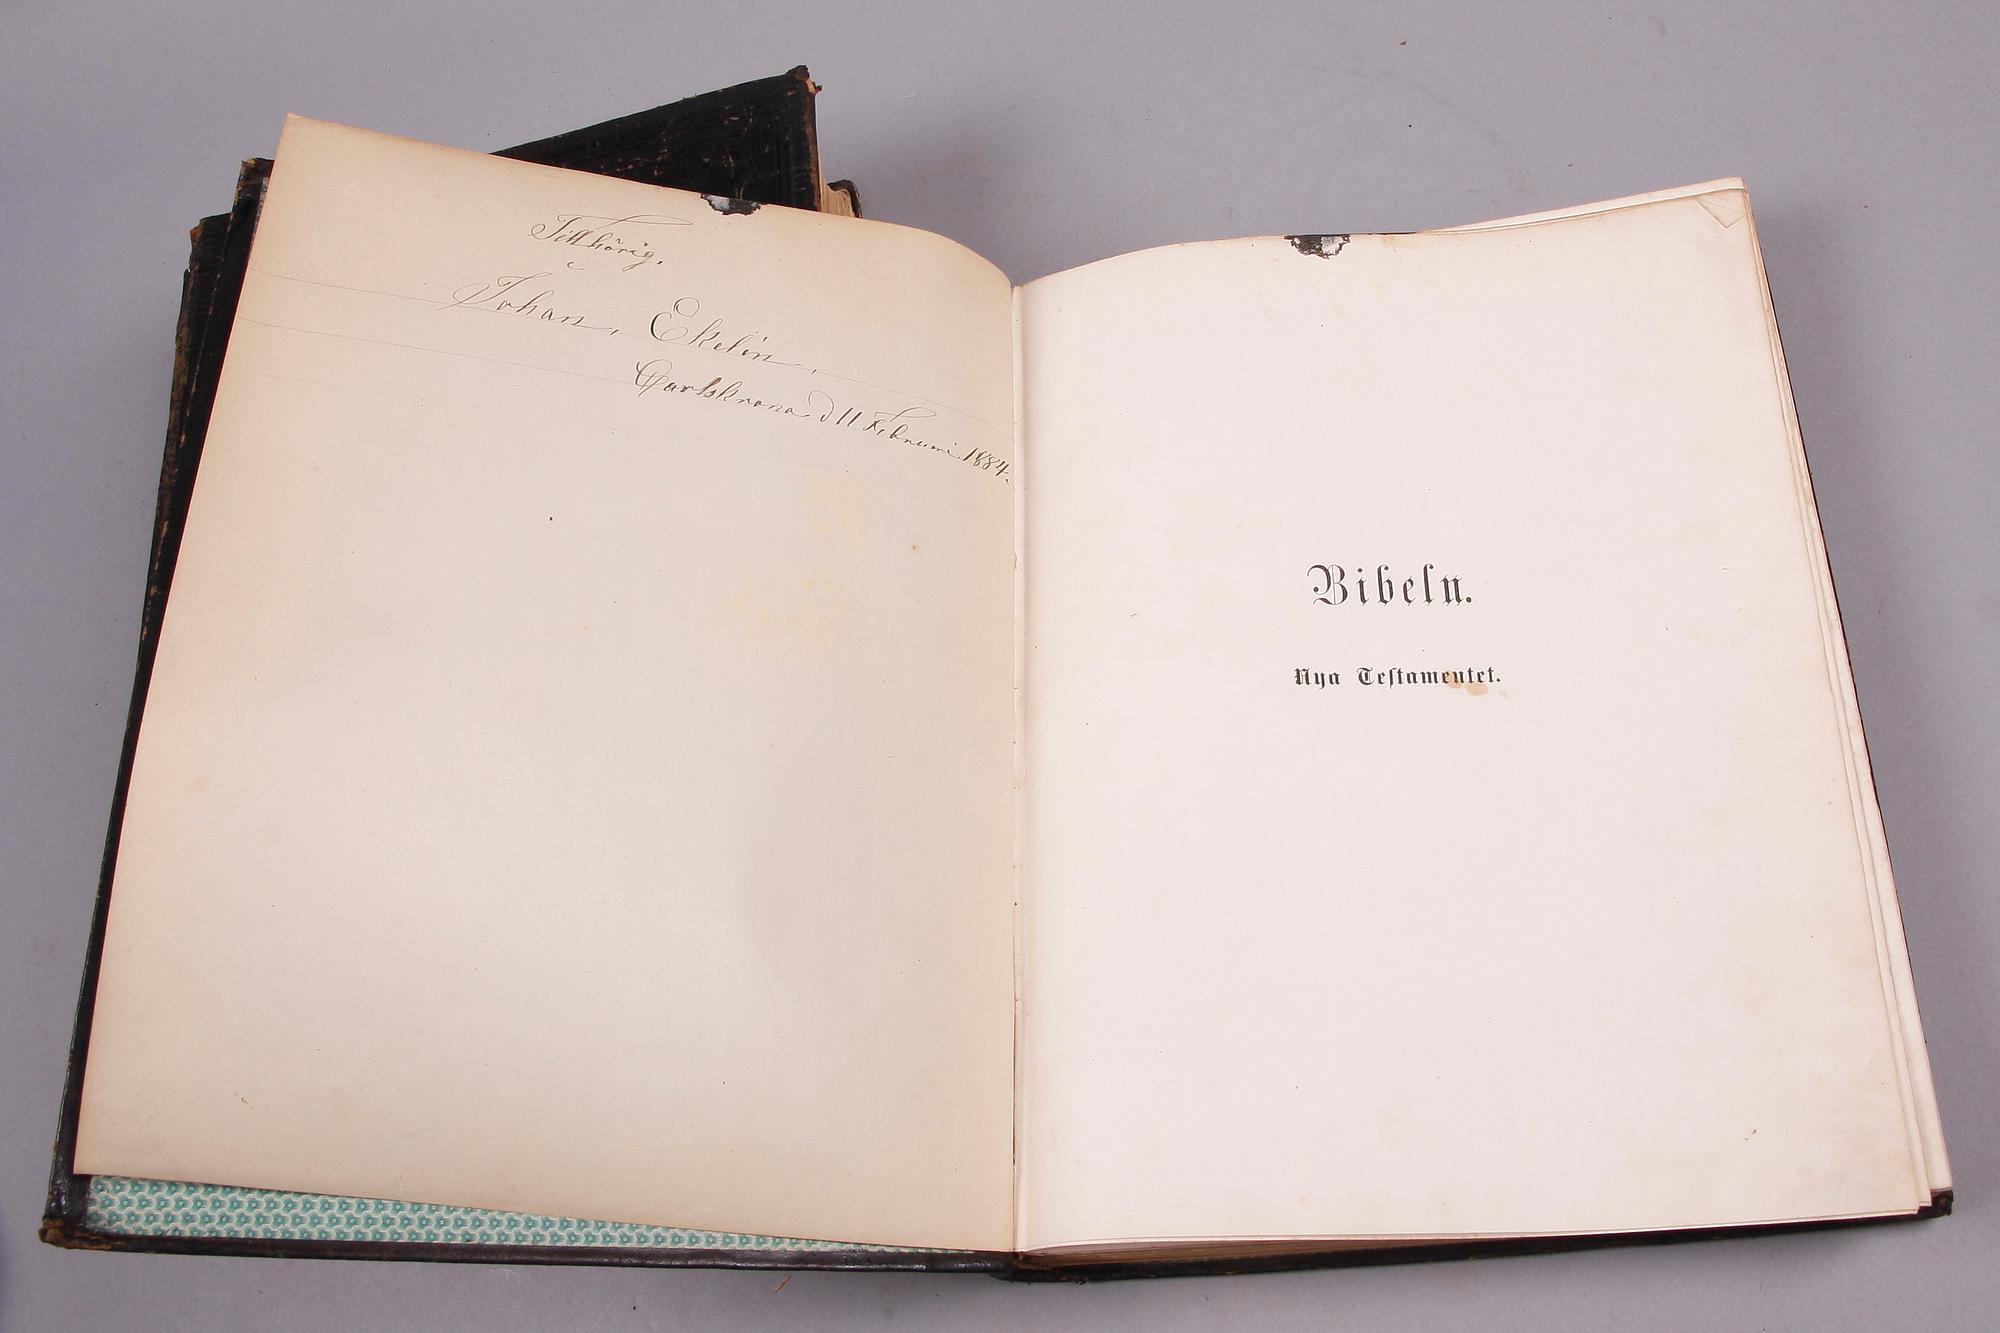 Tillhörig,
Johan, Ekelin,
Carlskrona d 11 Februari 1884.
Bibeln.
Nya Testamentet.